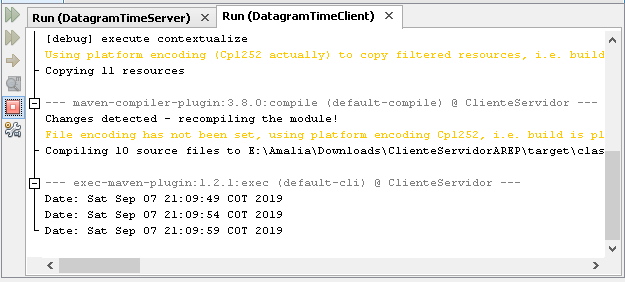 Run (DatagramTimeServer) × Run (DatagramTimeClient) ×
[debug] execute contextualize
Using platform encoding (Cp1252 actually) to copy filtered resources, i.e. build
Copying 11 resources
--- maven-compiler-plugin:3.8.0:compile (default-compile) @ ClienteServidor ---
Changes detected - recompiling the module!
File encoding has not been set, using platform encoding Cp1252, i.e. build is pl
Compiling 10 source files to E:\Amalia\Downloads\ClienteServidorAREP\target\clas
--- exec-maven-plugin:1.2.1:exec (default-cli) @ ClienteServidor ---
Date: Sat Sep 07 21:09:49 COT 2019
Date: Sat Sep 07 21:09:54 COT 2019
Date: Sat Sep 07 21:09:59 COT 2019